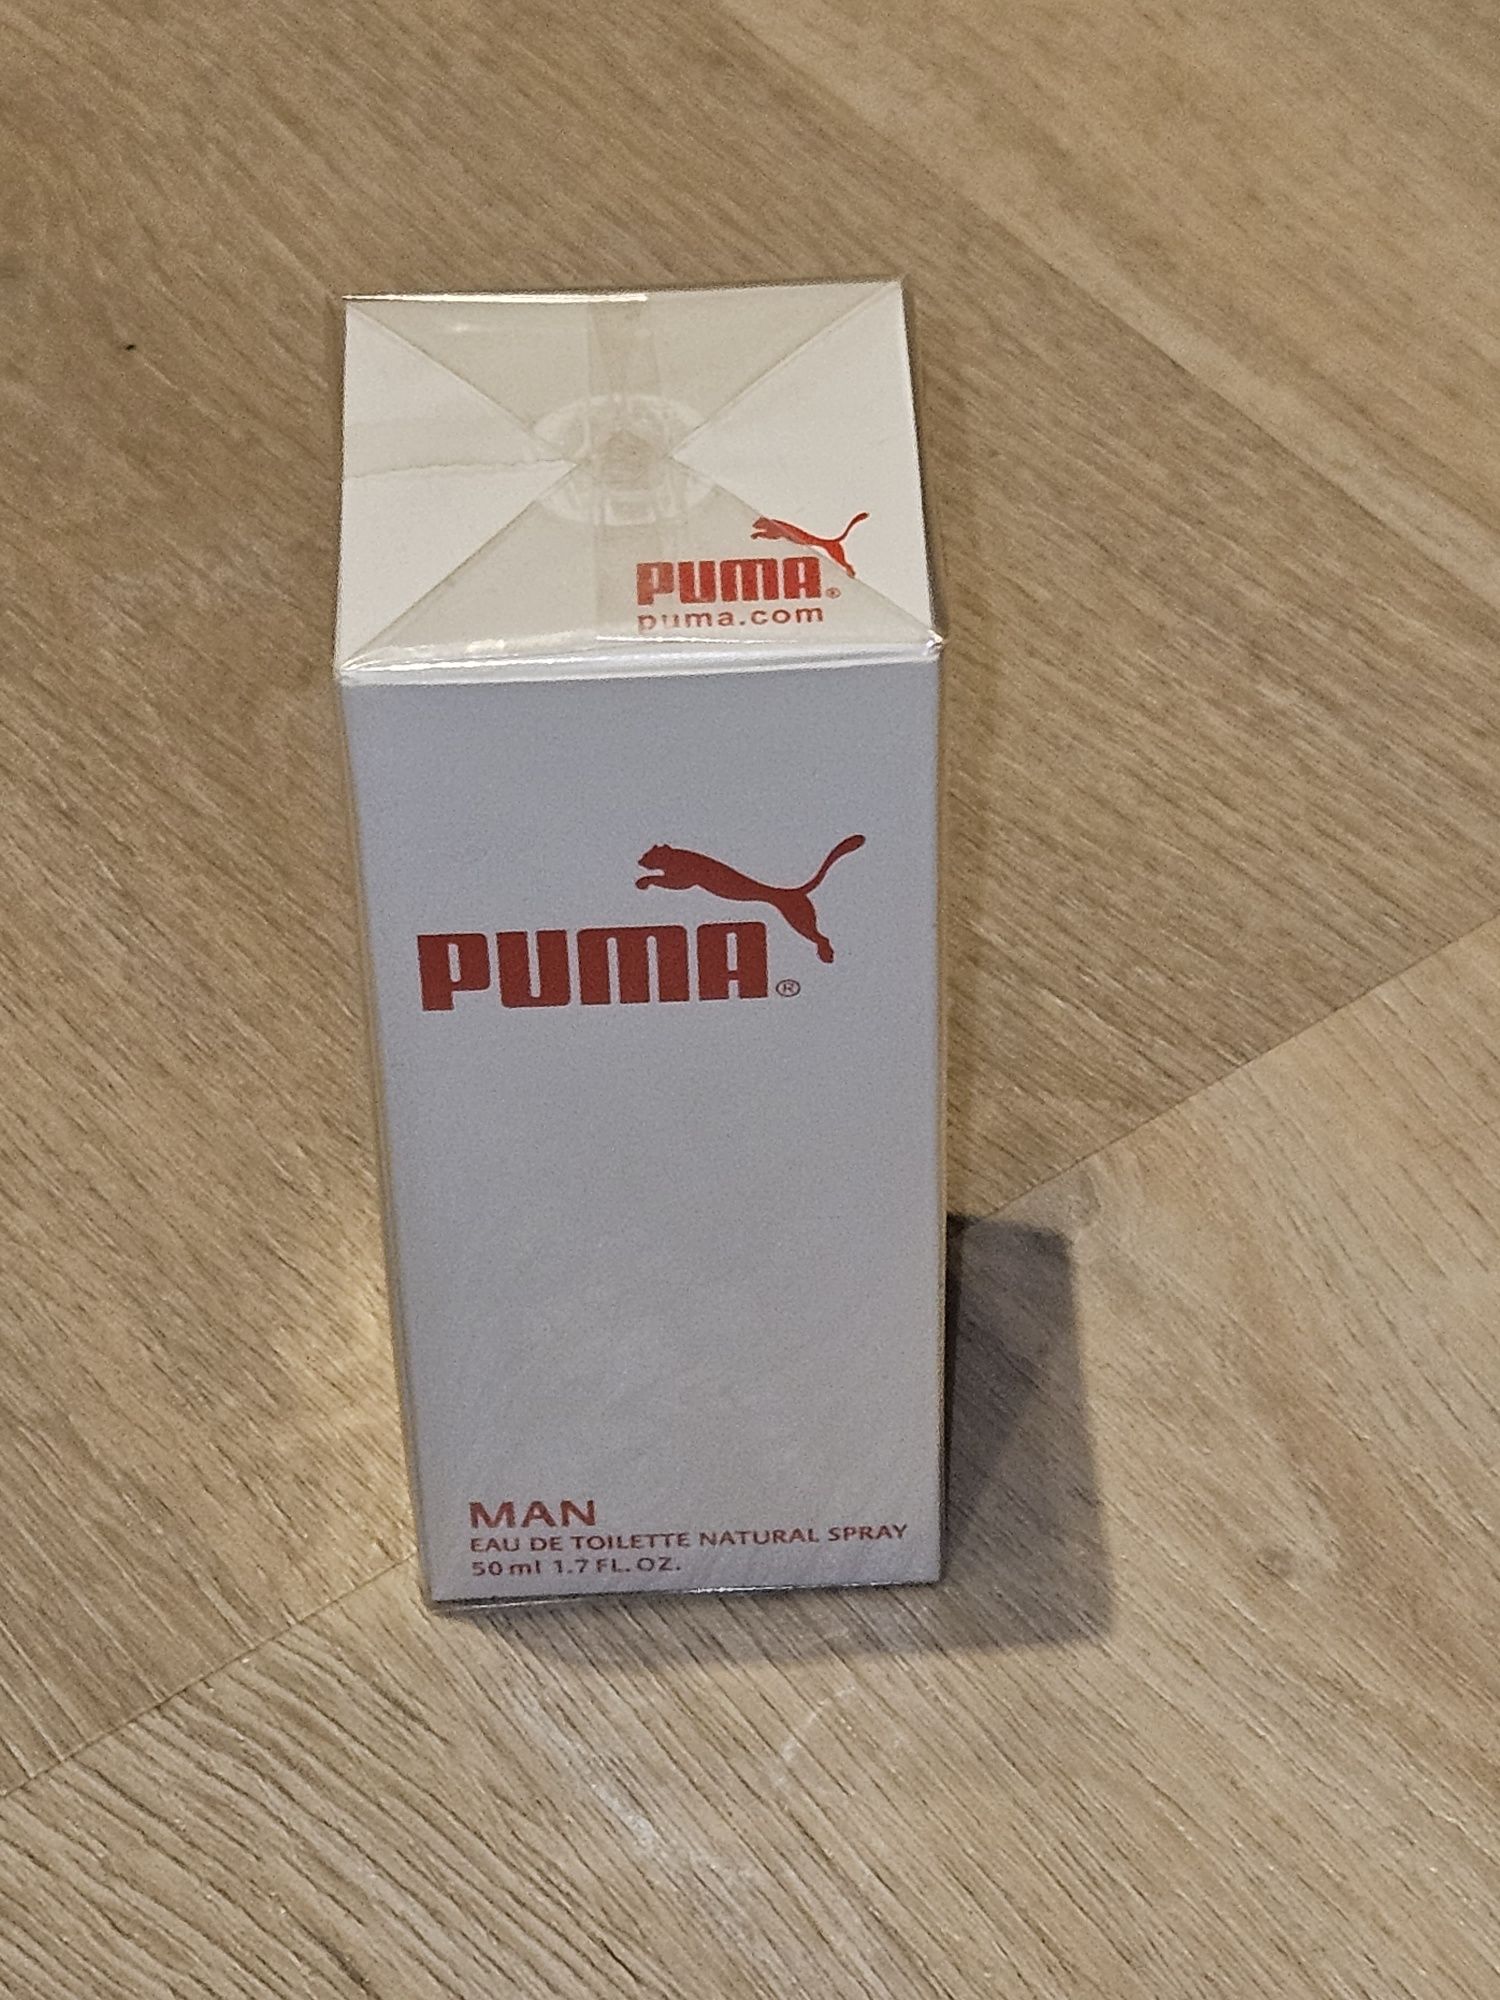 PUMA®
puma.com
PUMA®
MAN
EAU DE TOILETTE NATURAL SPRAY
50 ml 1.7 FL. OZ.